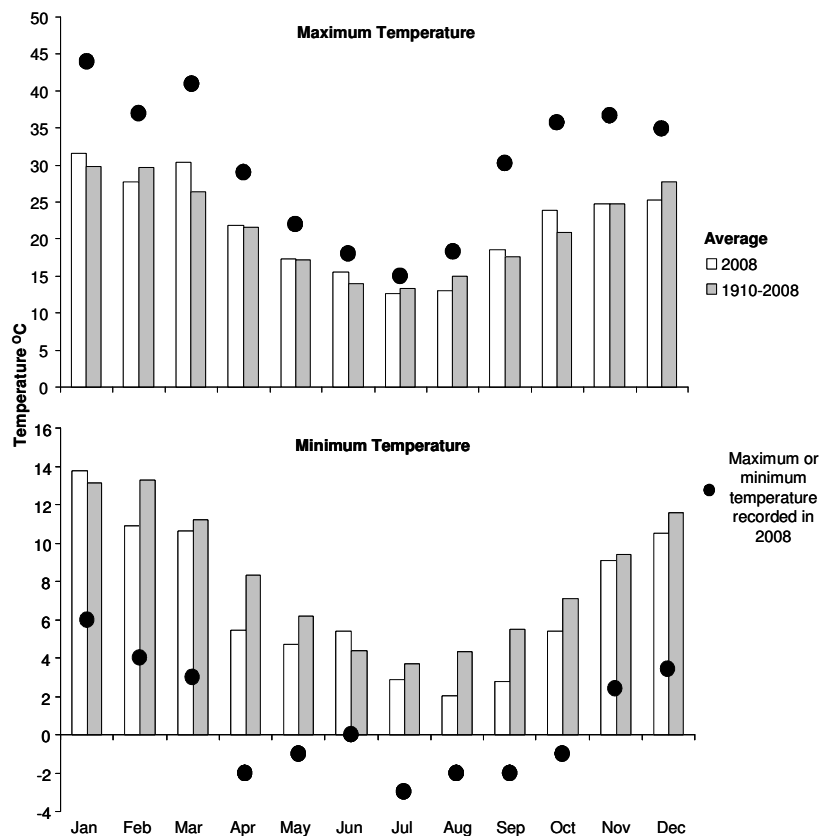 Maximum Temperature
50
45
40
35
30
25
20
15
10
5
0
Temperature ºC
Average
2008
1910-2008
Minimum Temperature
16
14
12
10
8
6
4
2
0
-2
-4
Maximum or
minimum
temperature
recorded in
2008
Jan Feb Mar Apr May Jun Jul Aug Sep Oct Nov Dec